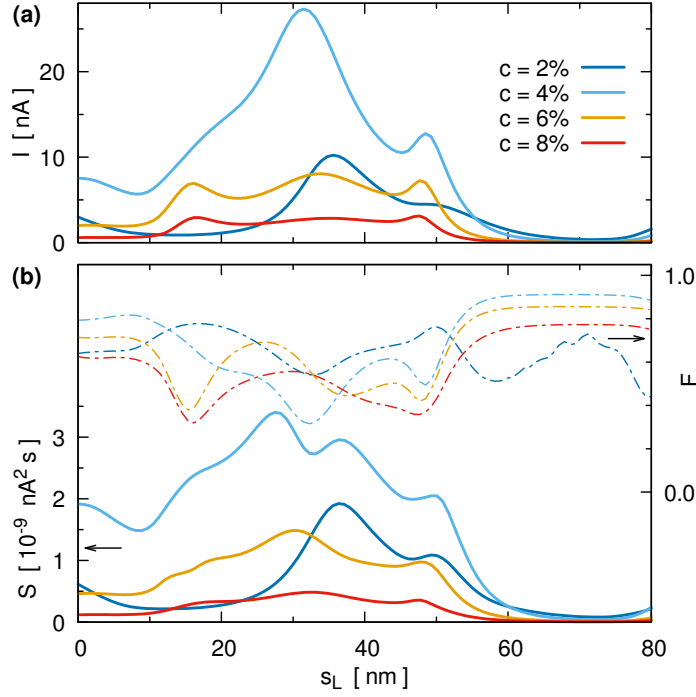 (a)
I [ nA]
20
10
0
c = 2%
c = 4%
c = 6%
c = 8%
(b)
1.0
F
0.0
S [10⁻⁹ nA² s]
3
2
1
0
0 20 40 60 80
s_L [ nm]